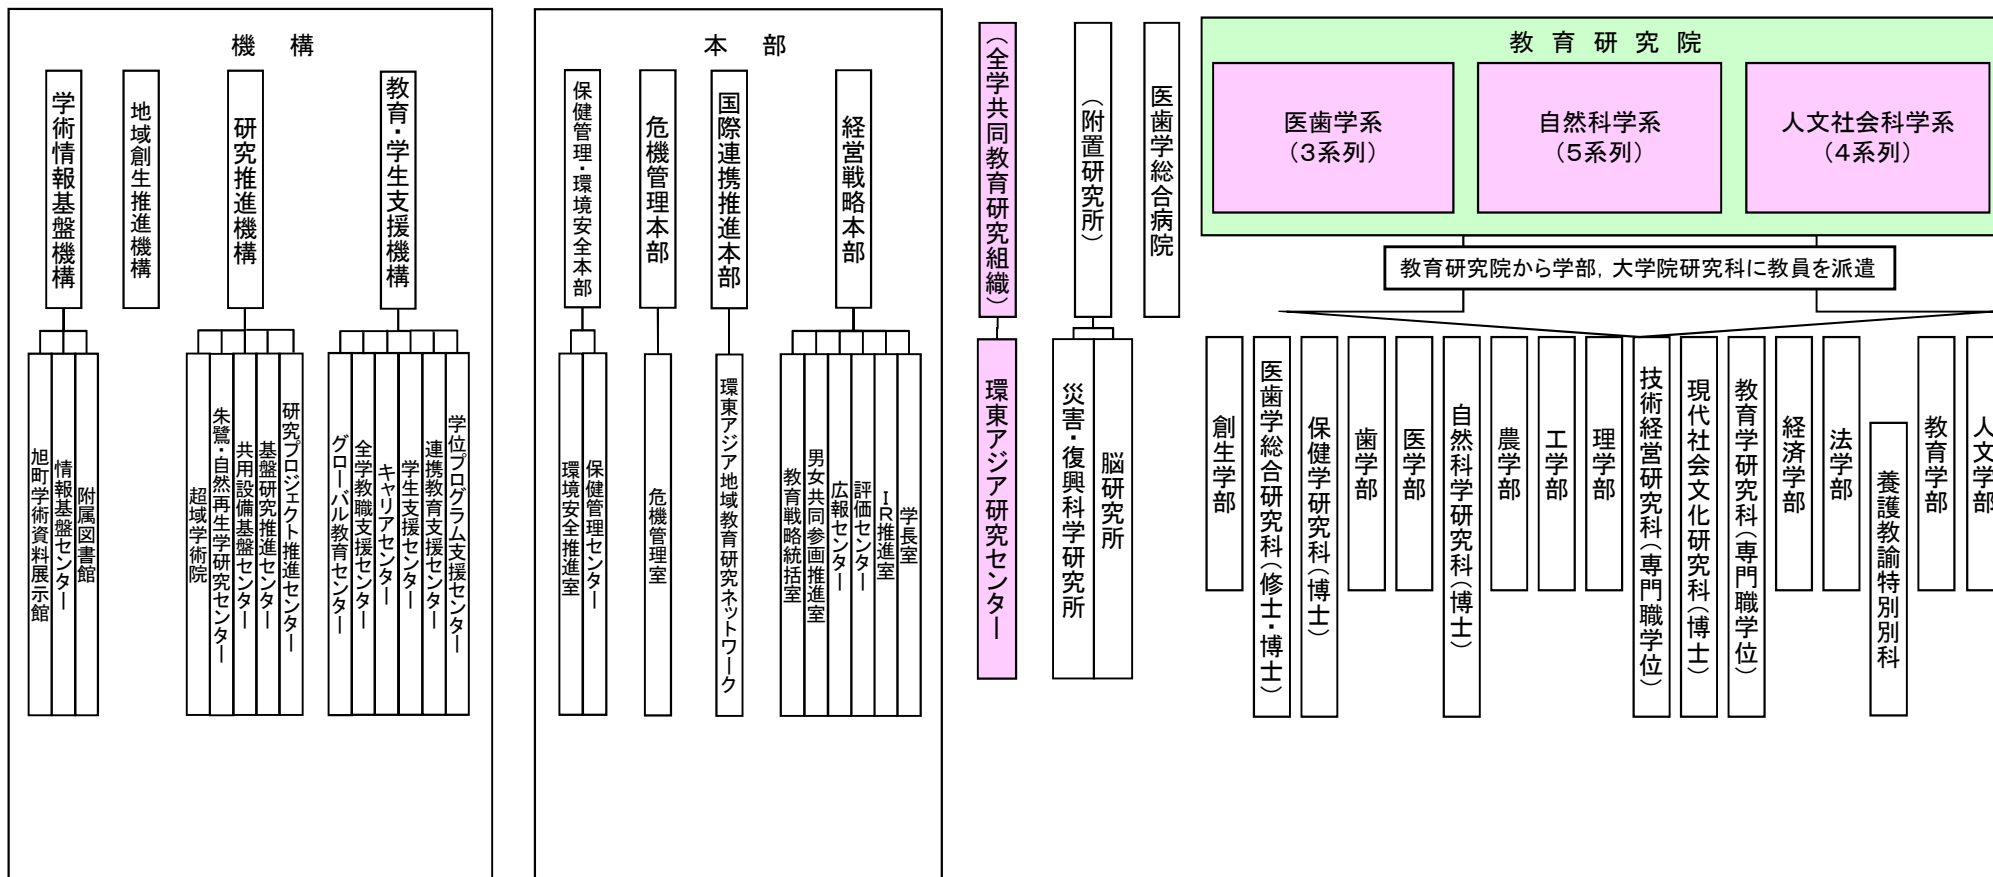 機 構
学術情報基盤機構
地域創生推進機構
研究推進機構
教育・学生支援機構
旭町学術資料展示館
情報基盤センター
附属図書館
超域学術院
朱鷺・自然再生学研究センター
共用設備基盤センター
基盤研究推進センター
研究プロジェクト推進センター
グローバル教育センター
全学教職支援センター
キャリアセンター
学生支援センター
連携教育支援センター
学位プログラム支援センター
本 部
保健管理・環境安全本部
危機管理本部
国際連携推進本部
経営戦略本部
環境安全推進室
保健管理センター
危機管理室
環東アジア地域教育研究ネットワーク
教育戦略統括室
男女共同参画推進室
広報センター
評価センター
IR推進室
学長室
（全学共同教育研究組織）
環東アジア研究センター
（附置研究所）
災害・復興科学研究所
脳研究所
医歯学総合病院
教 育 研 究 院
医歯学系
（3系列）
自然科学系
（5系列）
人文社会科学系
（4系列）
教育研究院から学部，大学院研究科に教員を派遣
創生学部
医歯学総合研究科（修士・博士）
保健学研究科（博士）
歯学部
医学部
自然科学研究科（博士）
農学部
工学部
理学部
技術経営研究科（専門職学位）
現代社会文化研究科（博士）
教育学研究科（専門職学位）
経済学部
法学部
養護教諭特別別科
教育学部
人文学部